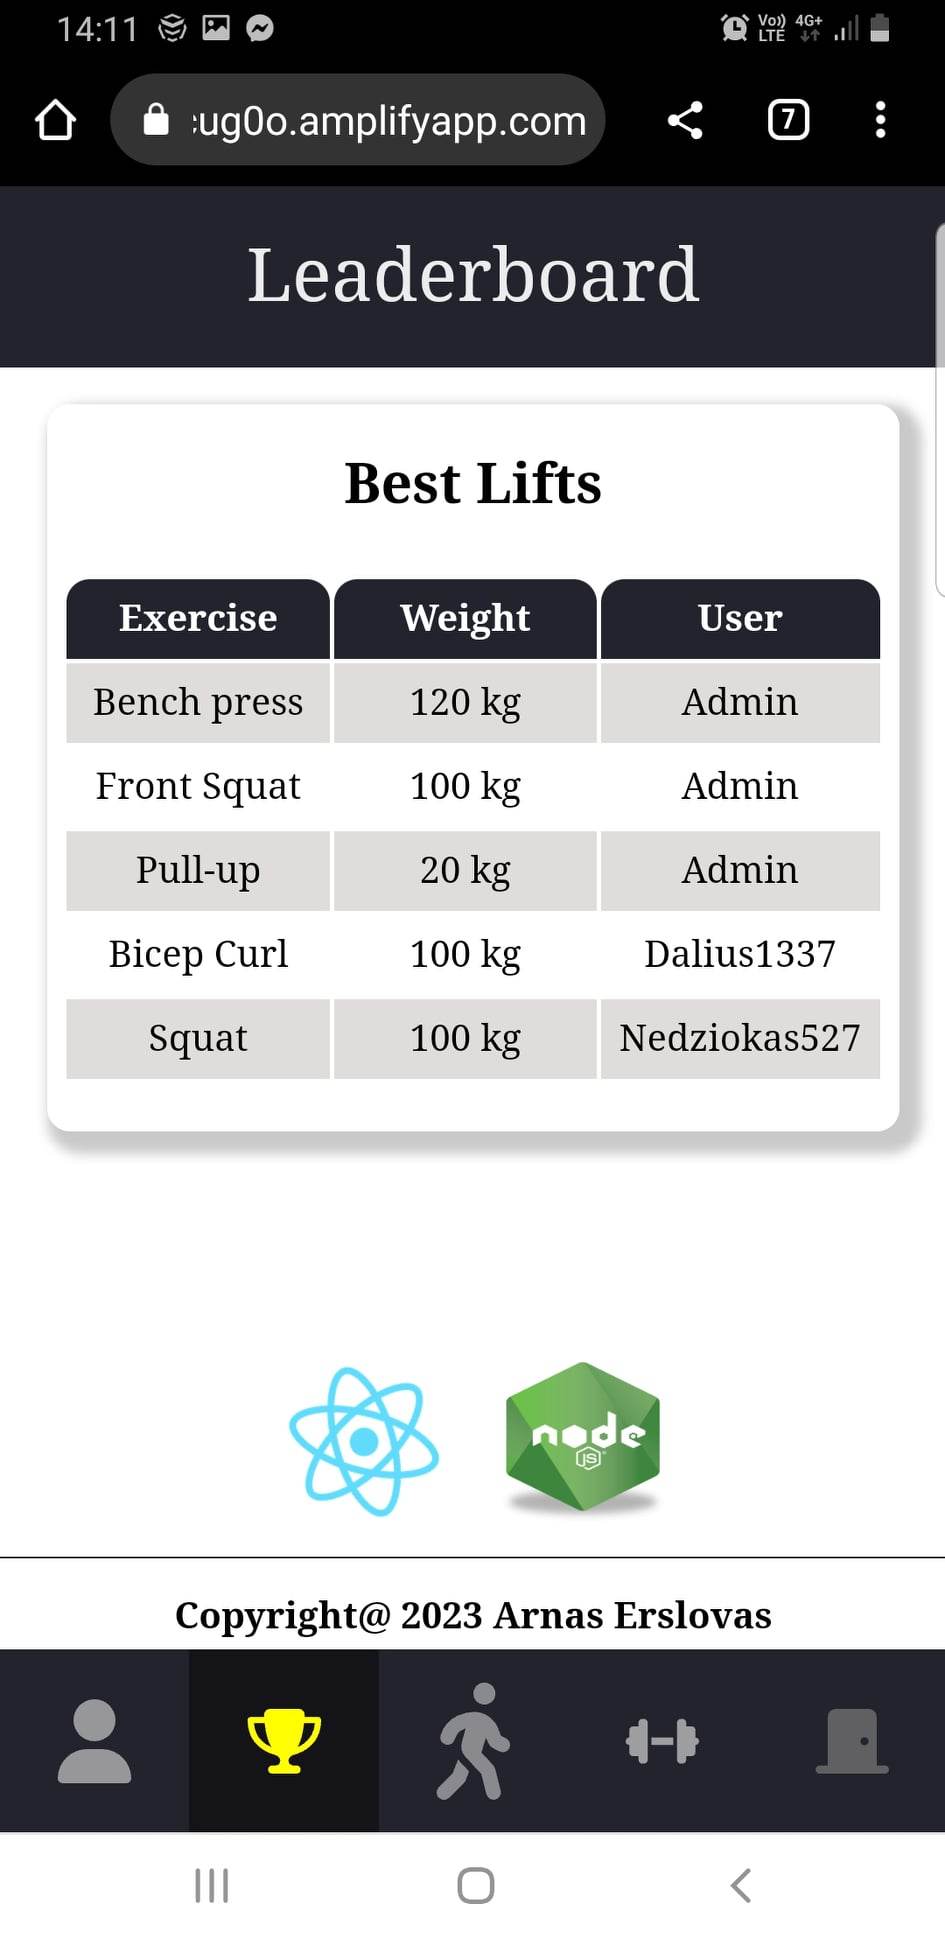 14:11 Vo) 4G+
LTE
ug0o.amplifyapp.com 7
Leaderboard
Best Lifts
Exercise Weight User
Bench press 120 kg Admin
Front Squat 100 kg Admin
Pull-up 20 kg Admin
Bicep Curl 100 kg Dalius1337
Squat 100 kg Nedziokas527
node
JS
Copyright@ 2023 Arnas Erslovas